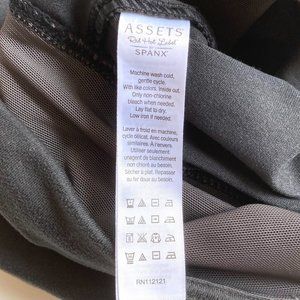 ASSETS
Red Hot Label
BY
SPANX
Machine wash cold,
gentle cycle.
With like colors. Inside out.
Only non-chlorine
bleach when needed.
Lay flat to dry.
Low iron if needed.
Laver à froid en machine,
cycle délicat. Avec couleurs
similaires. À l'envers.
Utiliser seulement
un agent de blanchiment
non chloré au besoin.
Sécher à plat. Repasser
au fer doux au besoin.
RN112121